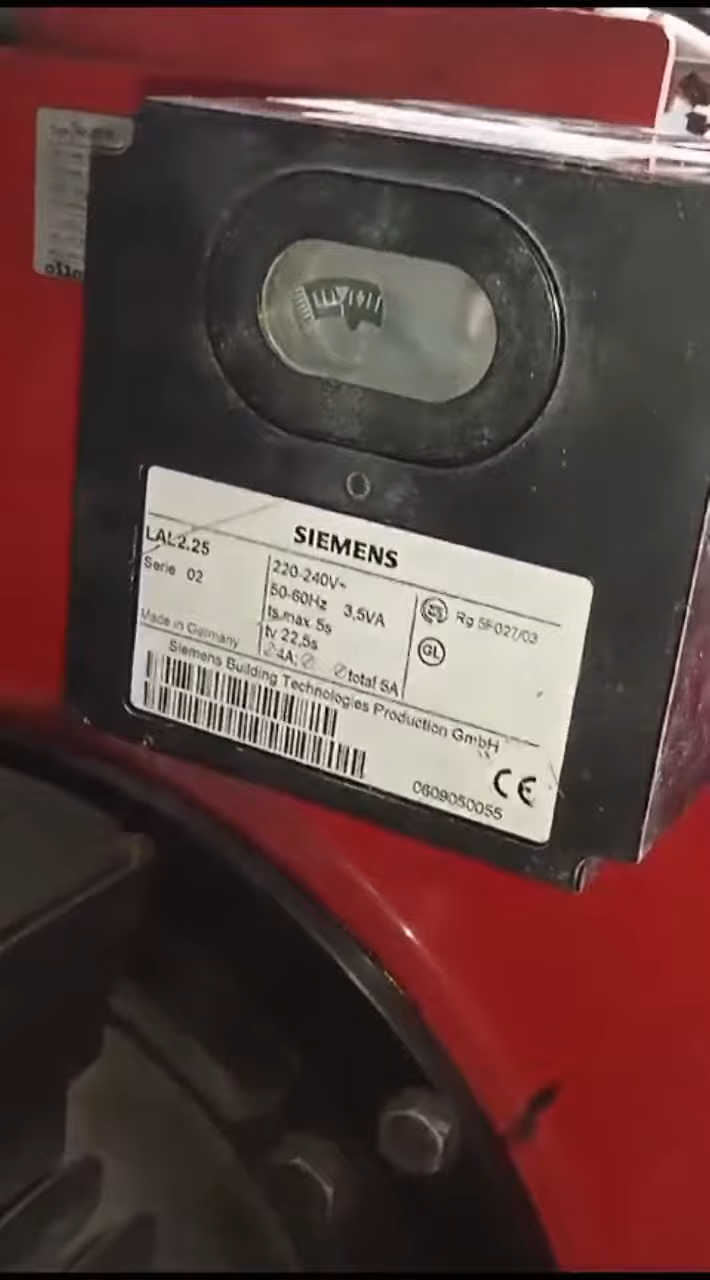 SIEMENS
LAL2.25
Serie 02
Made in Germany
220-240V~
50-60Hz 3,5VA
ts.max 5s
tv 22,5s
∅4A; ∅ ∅total 5A
Rg 5F027/03
GL
Siemens Building Technologies Production GmbH
CE
0609050055